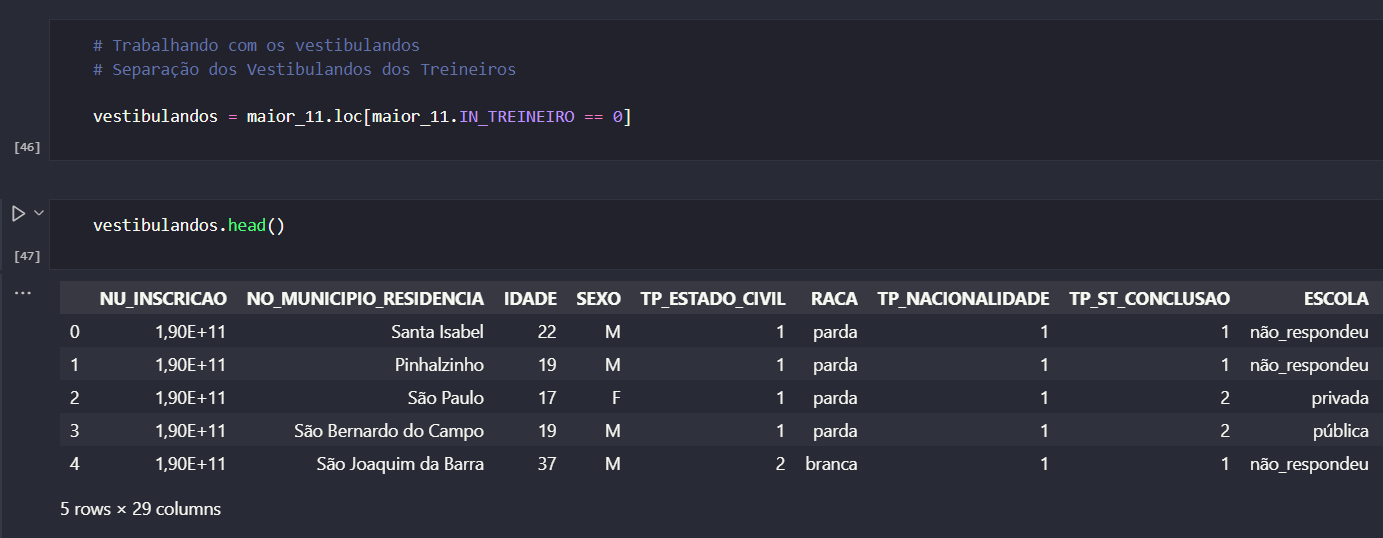 # Trabalhando com os vestibulandos
# Separação dos Vestibulandos dos Treineiros
vestibulandos = maior_11.loc[maior_11.IN_TREINEIRO == 0]
[46]
vestibulandos.head()
[47]
...
NU_INSCRICAO NO_MUNICIPIO_RESIDENCIA IDADE SEXO TP_ESTADO_CIVIL RACA TP_NACIONALIDADE TP_ST_CONCLUSAO ESCOLA
0 1,90E+11 Santa Isabel 22 M 1 parda 1 1 não_respondeu
1 1,90E+11 Pinhalzinho 19 M 1 parda 1 1 não_respondeu
2 1,90E+11 São Paulo 17 F 1 parda 1 2 privada
3 1,90E+11 São Bernardo do Campo 19 M 1 parda 1 2 pública
4 1,90E+11 São Joaquim da Barra 37 M 2 branca 1 1 não_respondeu
5 rows × 29 columns